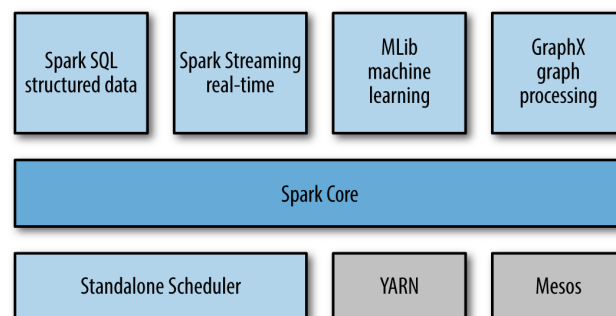 Spark SQL
structured data
Spark Streaming
real-time
MLib
machine
learning
GraphX
graph
processing
Spark Core
Standalone Scheduler
YARN
Mesos